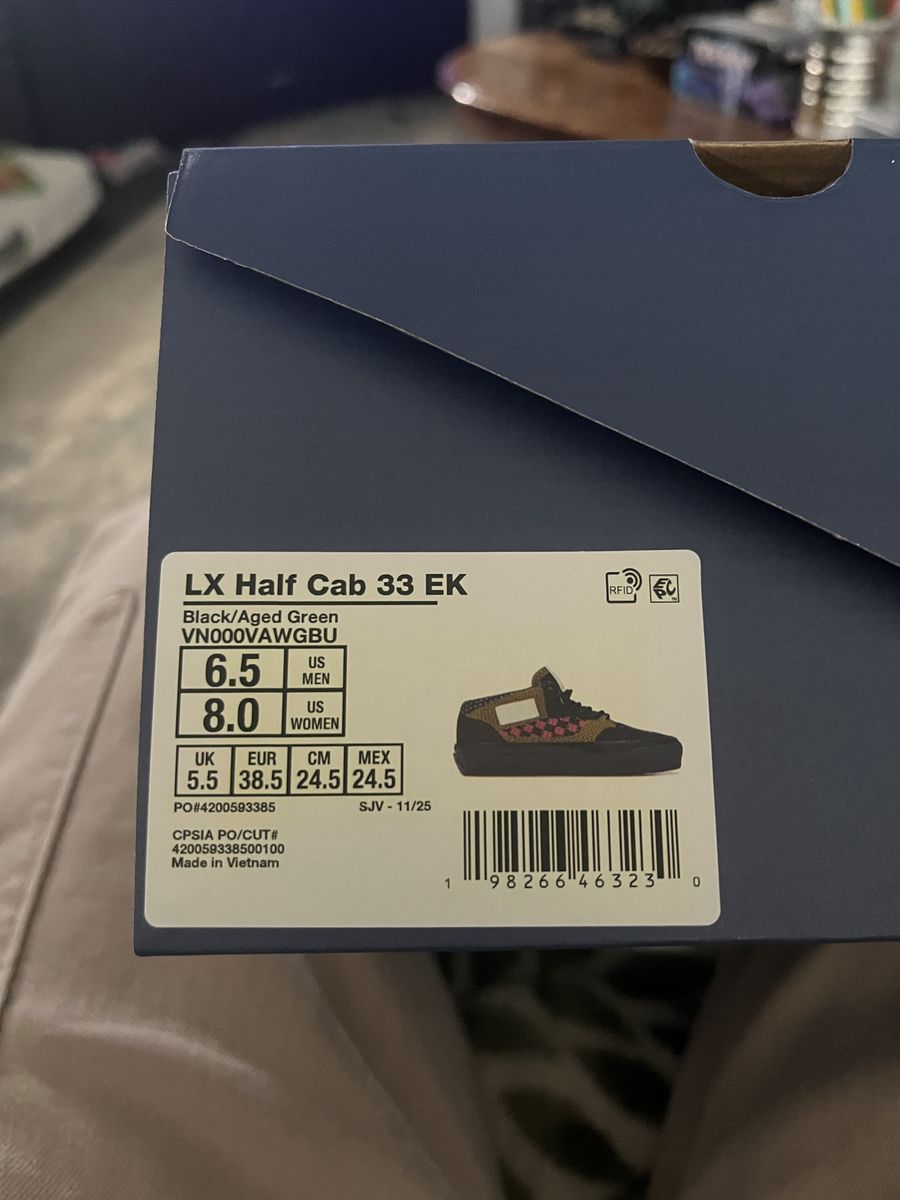 LX Half Cab 33 EK
RFID
EPC
TM
Black/Aged Green
VN000VAWGBU
6.5 US MEN
8.0 US WOMEN
UK EUR CM MEX
5.5 38.5 24.5 24.5
PO#4200593385 SJV - 11/25
CPSIA PO/CUT#
420059338500100
Made in Vietnam
1 98266 46323 0